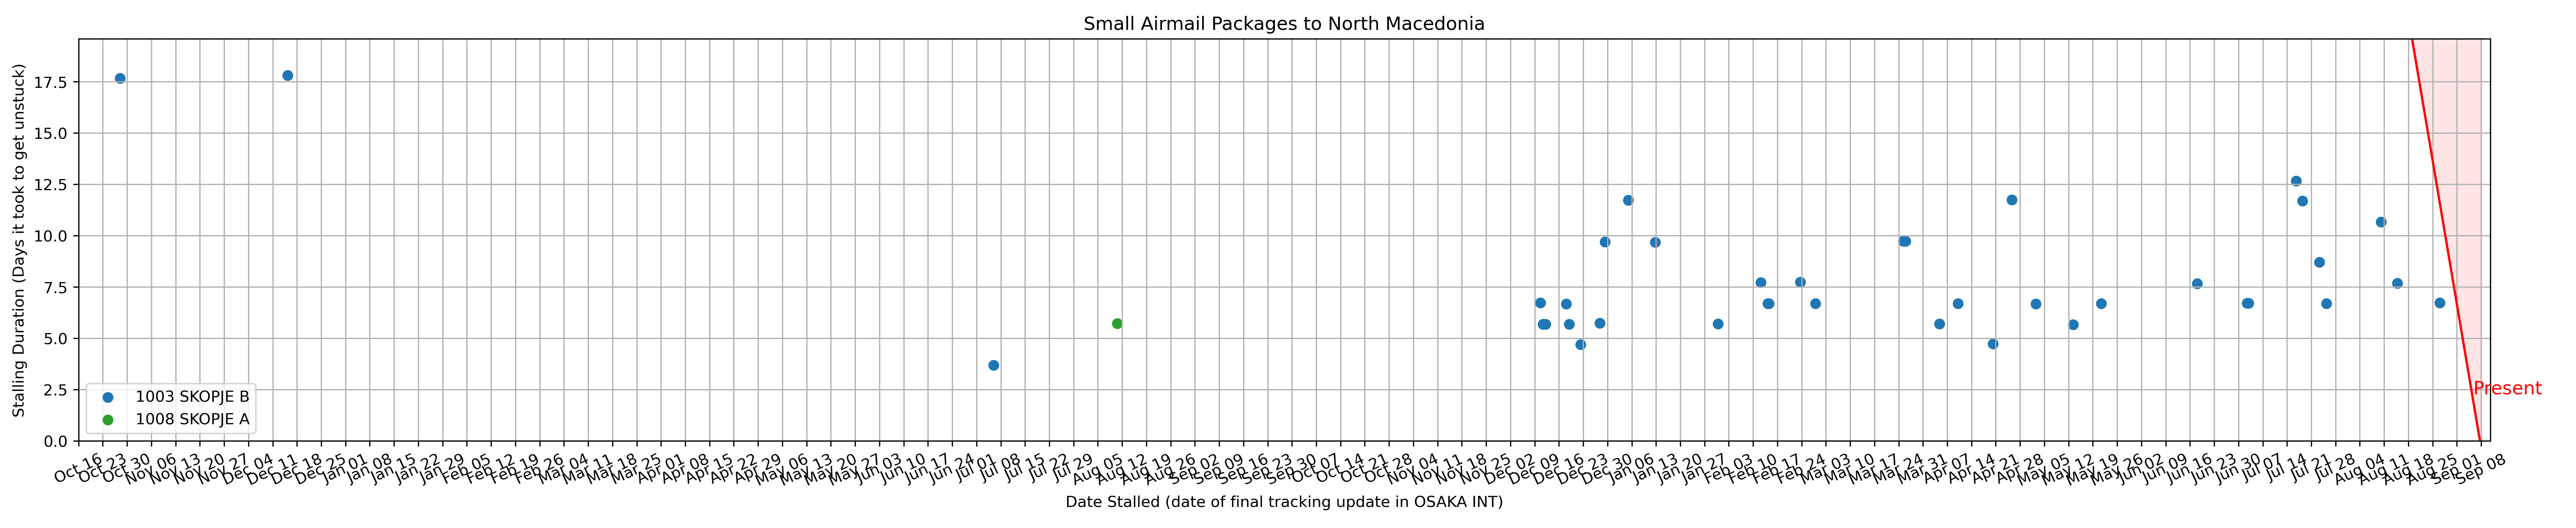 Small Airmail Packages to North Macedonia
Stalling Duration (Days it took to get unstuck)
17.5
15.0
12.5
10.0
7.5
5.0
2.5
0.0
1003 SKOPJE B
1008 SKOPJE A
Present
Oct 16 Oct 23 Oct 30 Nov 06 Nov 13 Nov 20 Nov 27 Dec 04 Dec 11 Dec 18 Dec 25 Jan 01 Jan 08 Jan 15 Jan 22 Jan 29 Feb 05 Feb 12 Feb 19 Feb 26 Mar 04 Mar 11 Mar 18 Mar 25 Apr 01 Apr 08 Apr 15 Apr 22 Apr 29 May 06 May 13 May 20 May 27 Jun 03 Jun 10 Jun 17 Jun 24 Jul 01 Jul 08 Jul 15 Jul 22 Jul 29 Aug 05 Aug 12 Aug 19 Aug 26 Sep 02 Sep 09 Sep 16 Sep 23 Sep 30 Oct 07 Oct 14 Oct 21 Oct 28 Nov 04 Nov 11 Nov 18 Nov 25 Dec 02 Dec 09 Dec 16 Dec 23 Dec 30 Jan 06 Jan 13 Jan 20 Jan 27 Feb 03 Feb 10 Feb 17 Feb 24 Mar 03 Mar 10 Mar 17 Mar 24 Mar 31 Apr 07 Apr 14 Apr 21 Apr 28 May 05 May 12 May 19 May 26 Jun 02 Jun 09 Jun 16 Jun 23 Jun 30 Jul 07 Jul 14 Jul 21 Jul 28 Aug 04 Aug 11 Aug 18 Aug 25 Sep 01 Sep 08
Date Stalled (date of final tracking update in OSAKA INT)